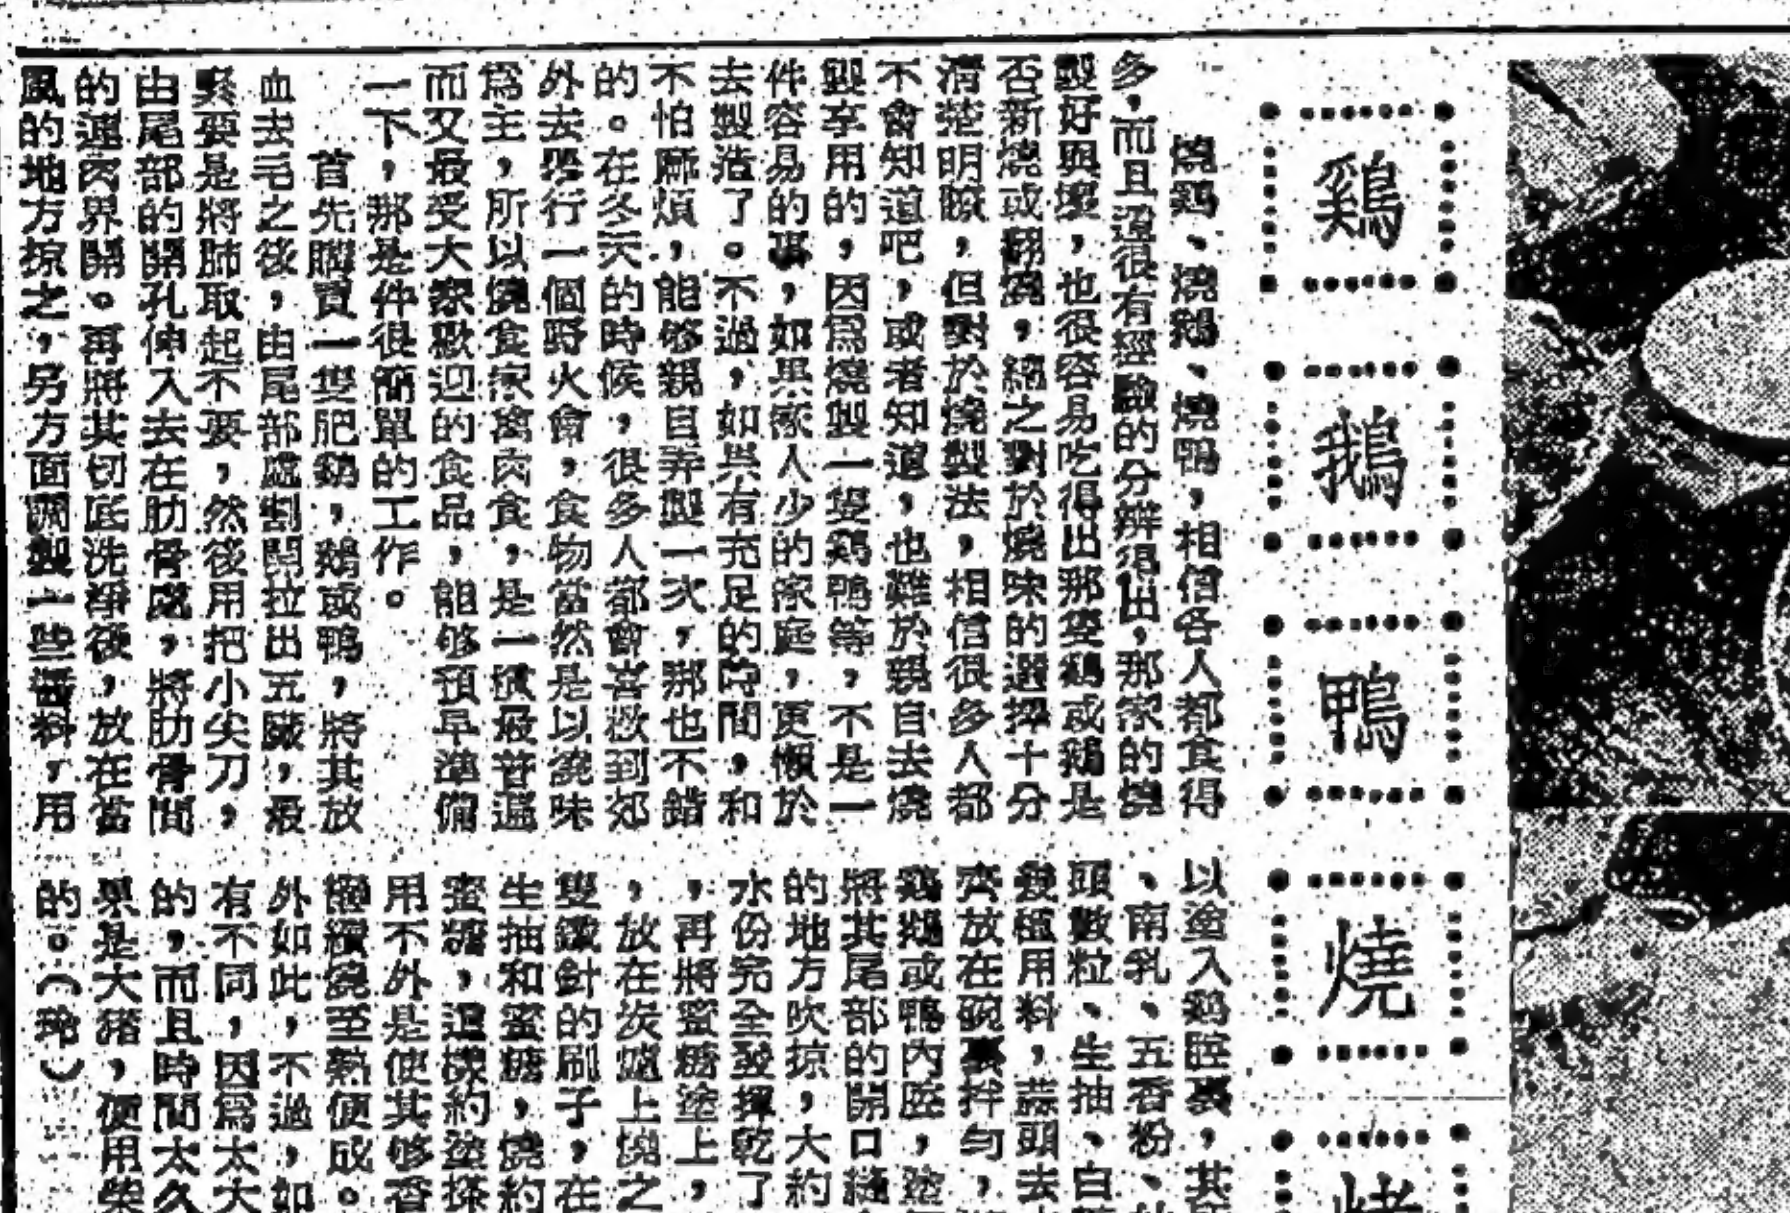 鷄
鵝
鴨
燒
烤
燒鷄、燒鵝、燒鴨，相信各人都食得
多，而且還很有經驗的分辨得出，那家的燒
製好與壞，也很容易吃得出那隻鷄或鵝是
否新燒或翻燒，總之對於燒味的選擇十分
清楚明瞭，但對於燒製法，相信很多人都
不會知道吧，或者知道，也難於親自去燒
製享用的，因爲燒製一隻鷄鴨等，不是一
件容易的事，如果家人少的家庭，更懶於
去製造了。不過，如果有充足的時間，和
不怕麻煩，能够親自弄製一次，那也不錯
的。在冬天的時候，很多人都會喜歡到郊
外去舉行一個野火會，食物當然是以燒味
爲主，所以燒食家禽肉食，是一種最普遍
而又最受大家歡迎的食品，能够預早準備
一下，那是件很簡單的工作。
首先購買一隻肥鷄，鵝或鴨，將其放
血去毛之後，由尾部處割開拉出五臟，最
緊要是將肺取起不要，然後用把小尖刀，
由尾部的開孔伸入去在肋骨處，將肋骨間
的連肉界開。再將其切底洗淨後，放在當
風的地方掠之，另方面調製一些醬料，用
以塗入鷄腔裏，其
、南乳、五香粉、
頭數粒、生抽、白
幾種用料，蒜頭去
齊放在碗裏拌勻，
鷄鵝或鴨內腔，塗
將其尾部的開口縫
的地方吹掠，大約
水份完全發揮乾了
，再將蜜糖塗上，
，放在炭爐上燒之
雙鐵針的刷子，在
生抽和蜜糖，燒約
蜜糖，這樣約塗搽
用不外是使其够香
繼續燒至熟便成。
外如此，不過，如
有不同，因爲太大
的，而且時間太久
果是大猪，便用柴
的。（玲）